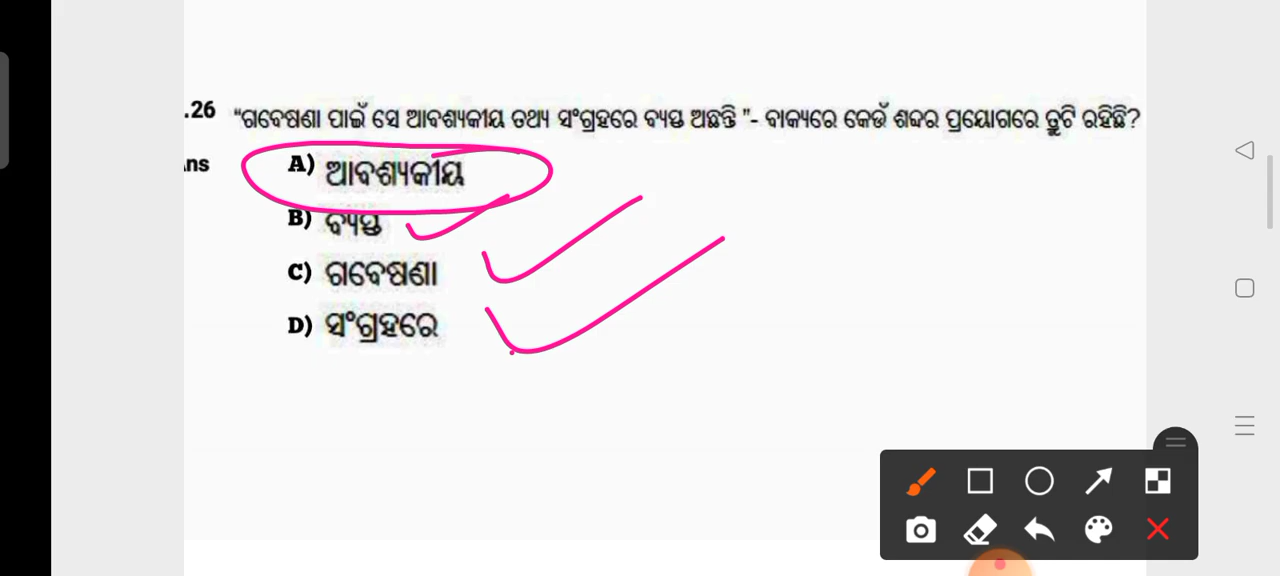 .26 "ଗବେଷଣା ପାଇଁ ସେ ଆବଶ୍ୟକୀୟ ତଥ୍ୟ ସଂଗ୍ରହରେ ବ୍ୟସ୍ତ ଅଛନ୍ତି "- ବାକ୍ୟରେ କେଉଁ ଶବ୍ଦର ପ୍ରୟୋଗରେ ତ୍ରୁଟି ରହିଛି?
ns A) ଆବଶ୍ୟକୀୟ
B) ବ୍ୟସ୍ତ
C) ଗବେଷଣା
D) ସଂଗ୍ରହରେ